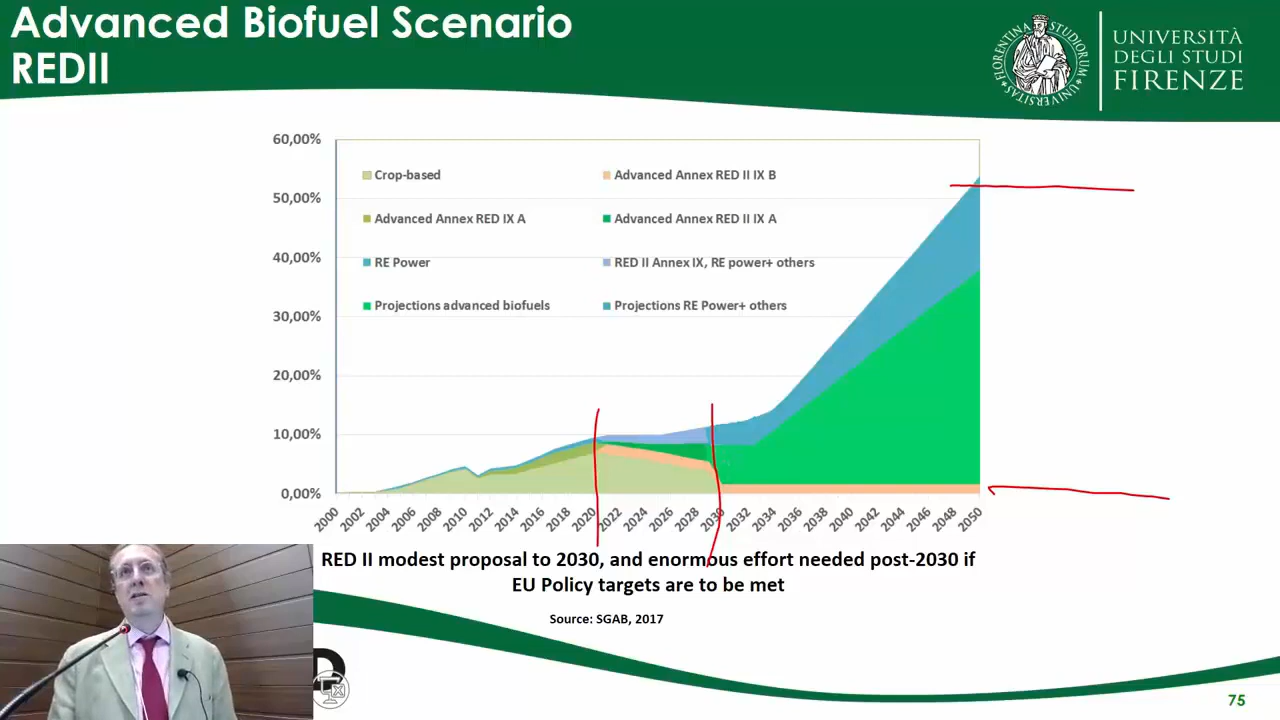 Advanced Biofuel Scenario
REDII
FLORENTINA STUDIORUM UNIVERSITAS
UNIVERSITÀ
DEGLI STUDI
FIRENZE
60,00%
50,00%
40,00%
30,00%
20,00%
10,00%
0,00%
Crop-based
Advanced Annex RED II IX B
Advanced Annex RED IX A
Advanced Annex RED II IX A
RE Power
RED II Annex IX, RE power+ others
Projections advanced biofuels
Projections RE Power+ others
2000 2002 2004 2006 2008 2010 2012 2014 2016 2018 2020 2022 2024 2026 2028 2030 2032 2034 2036 2038 2040 2042 2044 2046 2048 2050
RED II modest proposal to 2030, and enormous effort needed post-2030 if
EU Policy targets are to be met
Source: SGAB, 2017
75